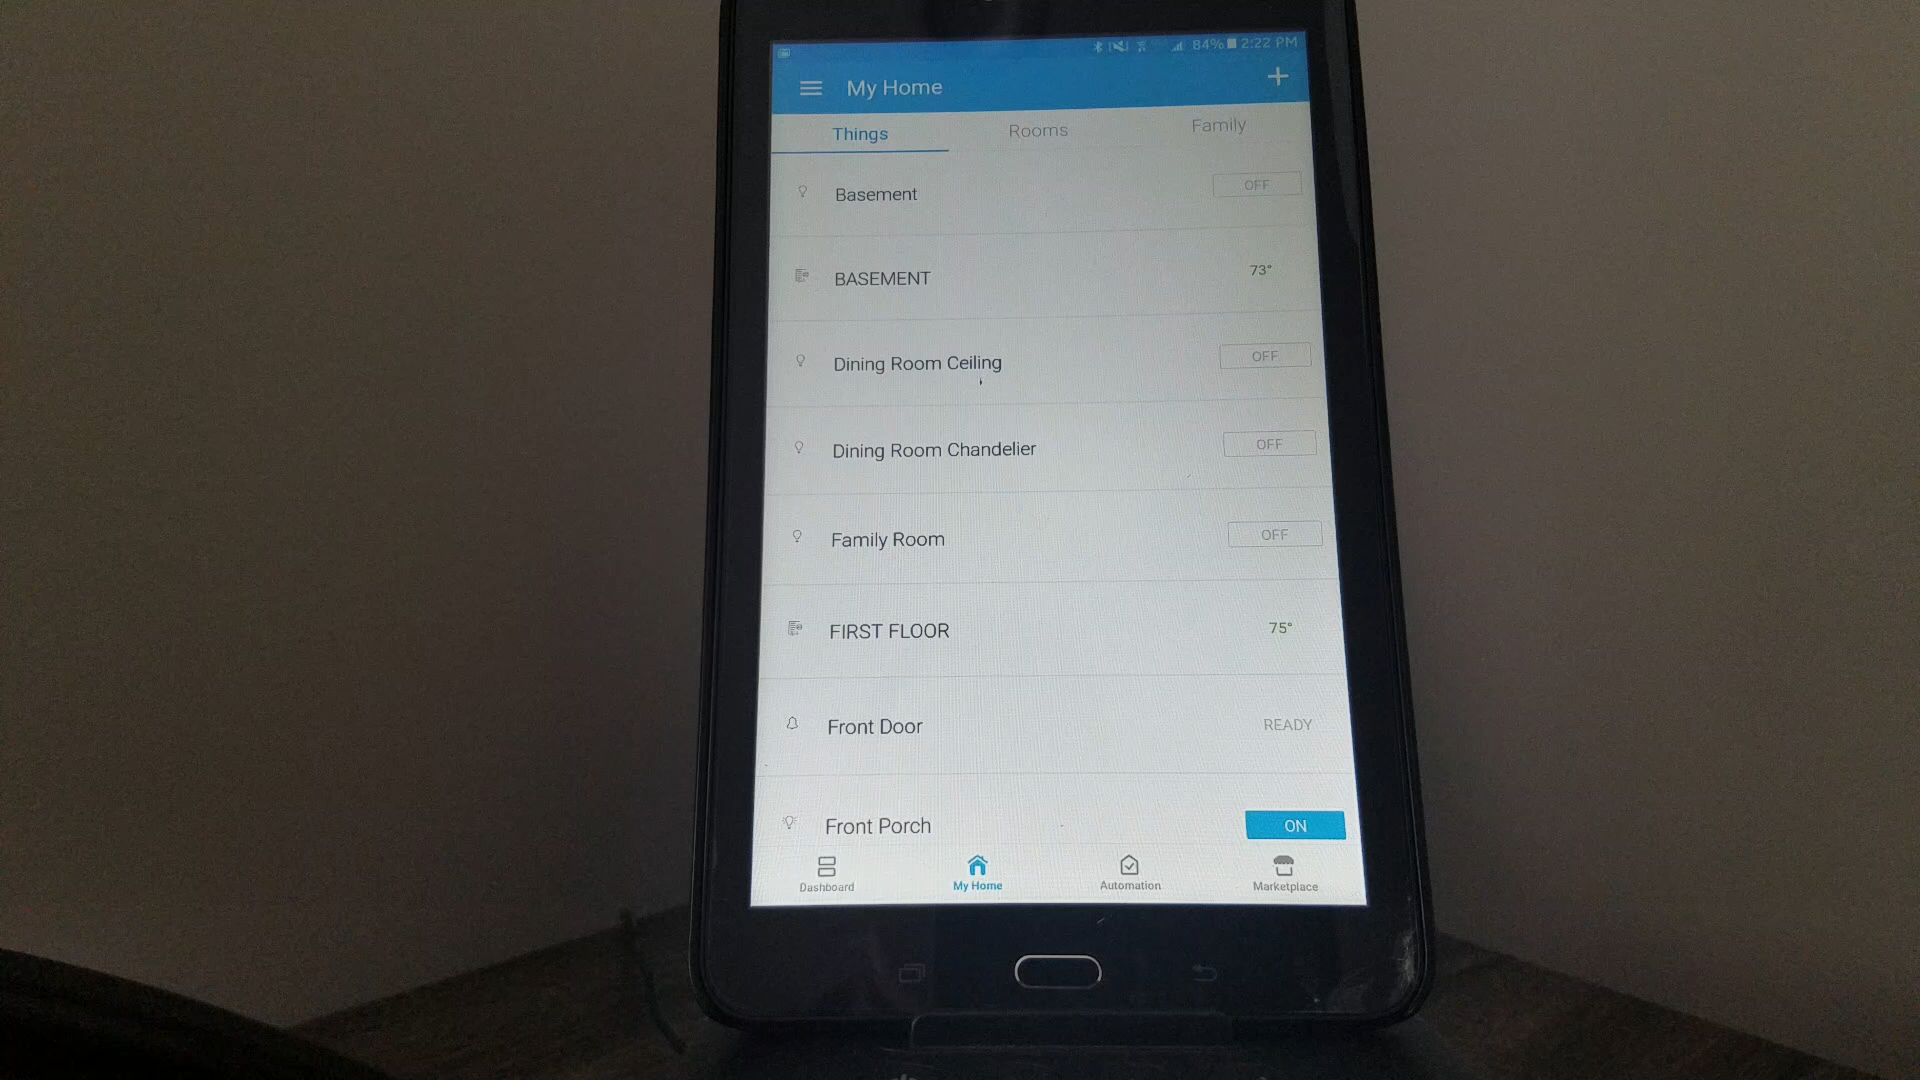 84% 2:22 PM
My Home +
Things Rooms Family
Basement OFF
BASEMENT 73°
Dining Room Ceiling OFF
Dining Room Chandelier OFF
Family Room OFF
FIRST FLOOR 75°
Front Door READY
Front Porch ON
Dashboard My Home Automation Marketplace